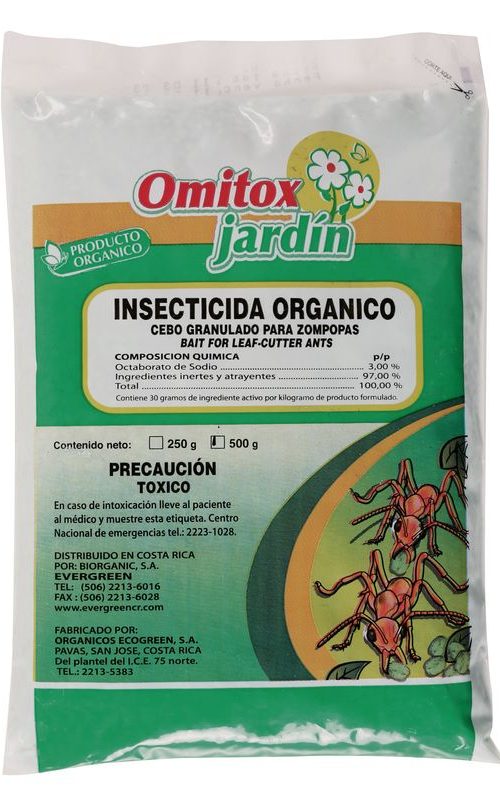 CORTE AQUI
Omitox
jardín
PRODUCTO
ORGANICO
INSECTICIDA ORGANICO
CEBO GRANULADO PARA ZOMPOPAS
BAIT FOR LEAF-CUTTER ANTS
COMPOSICION QUIMICA p/p
Octaborato de Sodio 3,00 %
Ingredientes inertes y atrayentes 97,00 %
Total 100,00 %
Contiene 30 gramos de ingrediente activo por kilogramo de producto formulado.
Contenido neto: 250 g 500 g
PRECAUCIÓN
TOXICO
En caso de intoxicación lleve al paciente
al médico y muestre esta etiqueta. Centro
Nacional de emergencias tel.: 2223-1028.
DISTRIBUIDO EN COSTA RICA
POR: BIORGANIC, S.A.
EVERGREEN
TEL: (506) 2213-6016
FAX : (506) 2213-6028
www.evergreencr.com
FABRICADO POR:
ORGANICOS ECOGREEN, S.A.
PAVAS, SAN JOSE, COSTA RICA
Del plantel del I.C.E. 75 norte.
TEL.: 2213-5383